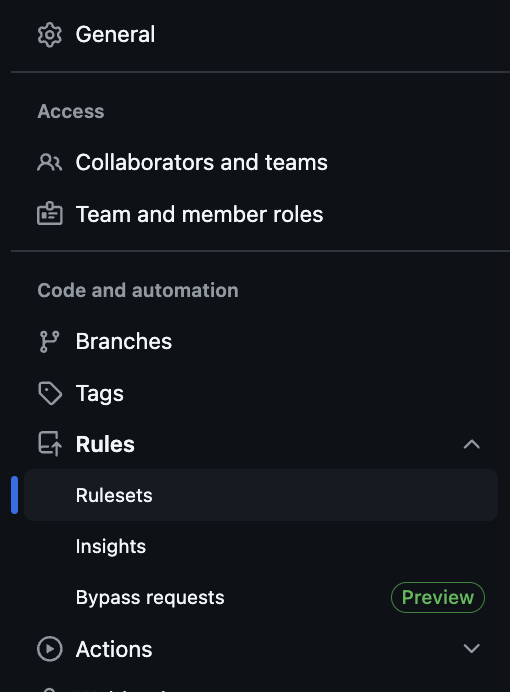 General
Access
Collaborators and teams
Team and member roles
Code and automation
Branches
Tags
Rules
Rulesets
Insights
Bypass requests Preview
Actions